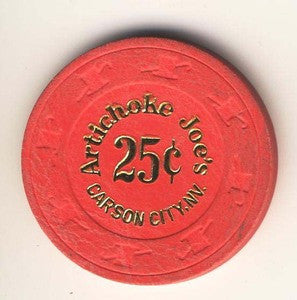 Artichoke Joe's
25¢
CARSON CITY, NV.